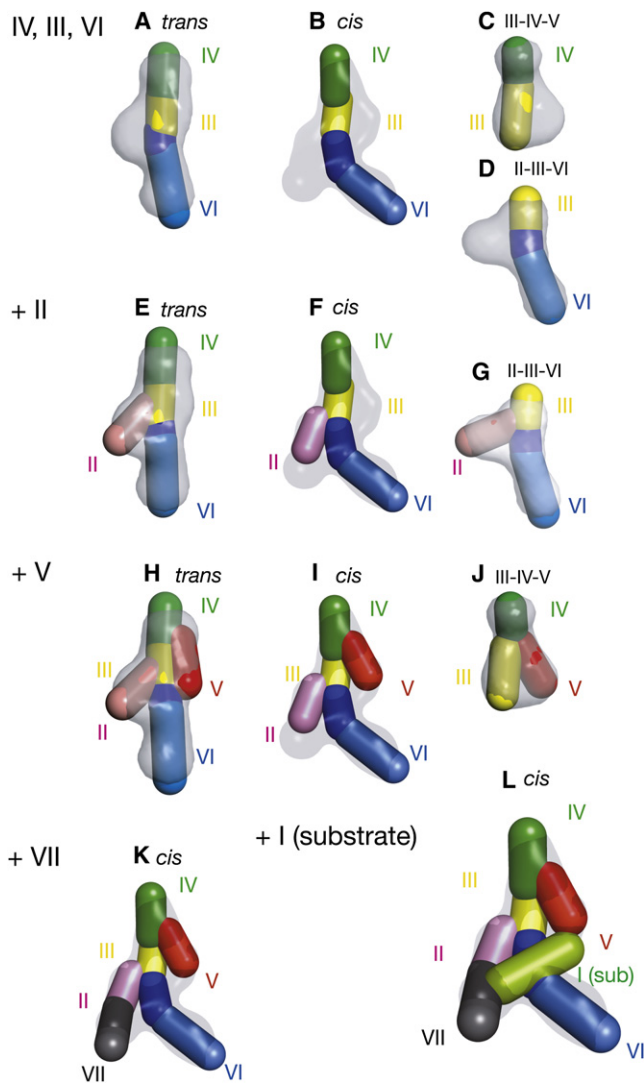 IV, III, VI
A trans
IV
III
VI
B cis
IV
III
VI
C III-IV-V
IV
III
D II-III-VI
III
VI
+ II
E trans
IV
III
II
VI
F cis
IV
III
II
VI
G II-III-VI
III
II
VI
+ V
H trans
IV
III
V
II
VI
I cis
IV
III
V
II
VI
J III-IV-V
IV
III
V
+ VII
K cis
IV
III
V
II
VII
VI
+ I (substrate)
L cis
IV
III
V
II
I (sub)
VII
VI